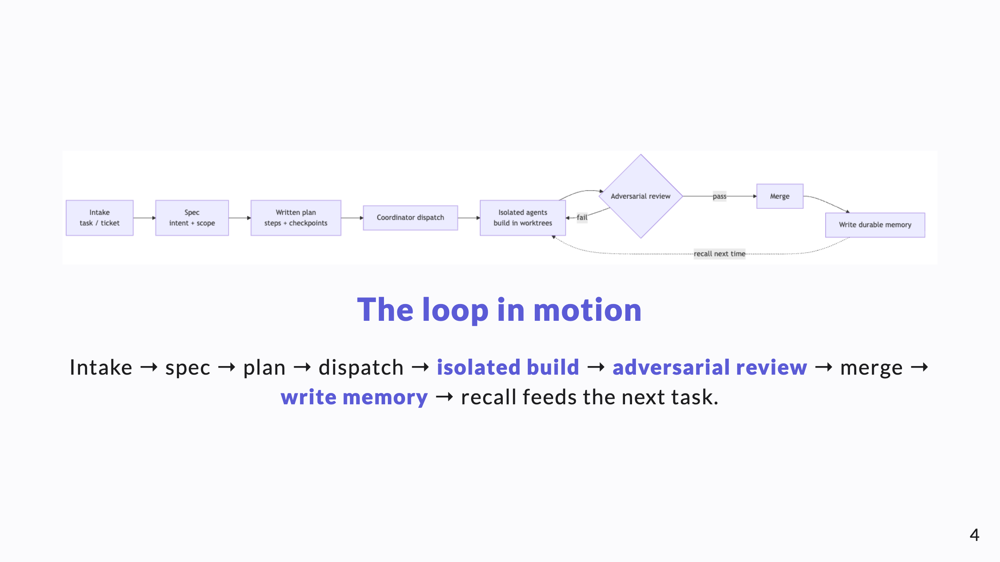 Intake
task / ticket
Spec
intent + scope
Written plan
steps + checkpoints
Coordinator dispatch
Isolated agents
build in worktrees
fail
Adversarial review
pass
Merge
Write durable memory
recall next time
The loop in motion
Intake → spec → plan → dispatch → isolated build → adversarial review → merge →
write memory → recall feeds the next task.
4